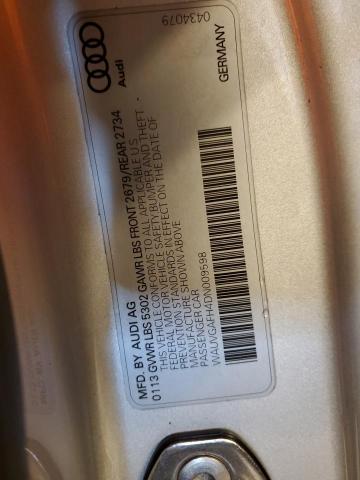 MFD. BY AUDI AG
0113 GVWR LBS 5302 GAWR LBS FRONT 2679/REAR 2734
THIS VEHICLE CONFORMS TO ALL APPLICABLE U.S.
FEDERAL MOTOR VEHICLE SAFETY, BUMPER AND THEFT
PREVENTION STANDARDS IN EFFECT ON THE DATE OF
MANUFACTURE SHOWN ABOVE
PASSENGER CAR
WAUVGAFH4DN009598
Audi
0434079
GERMANY